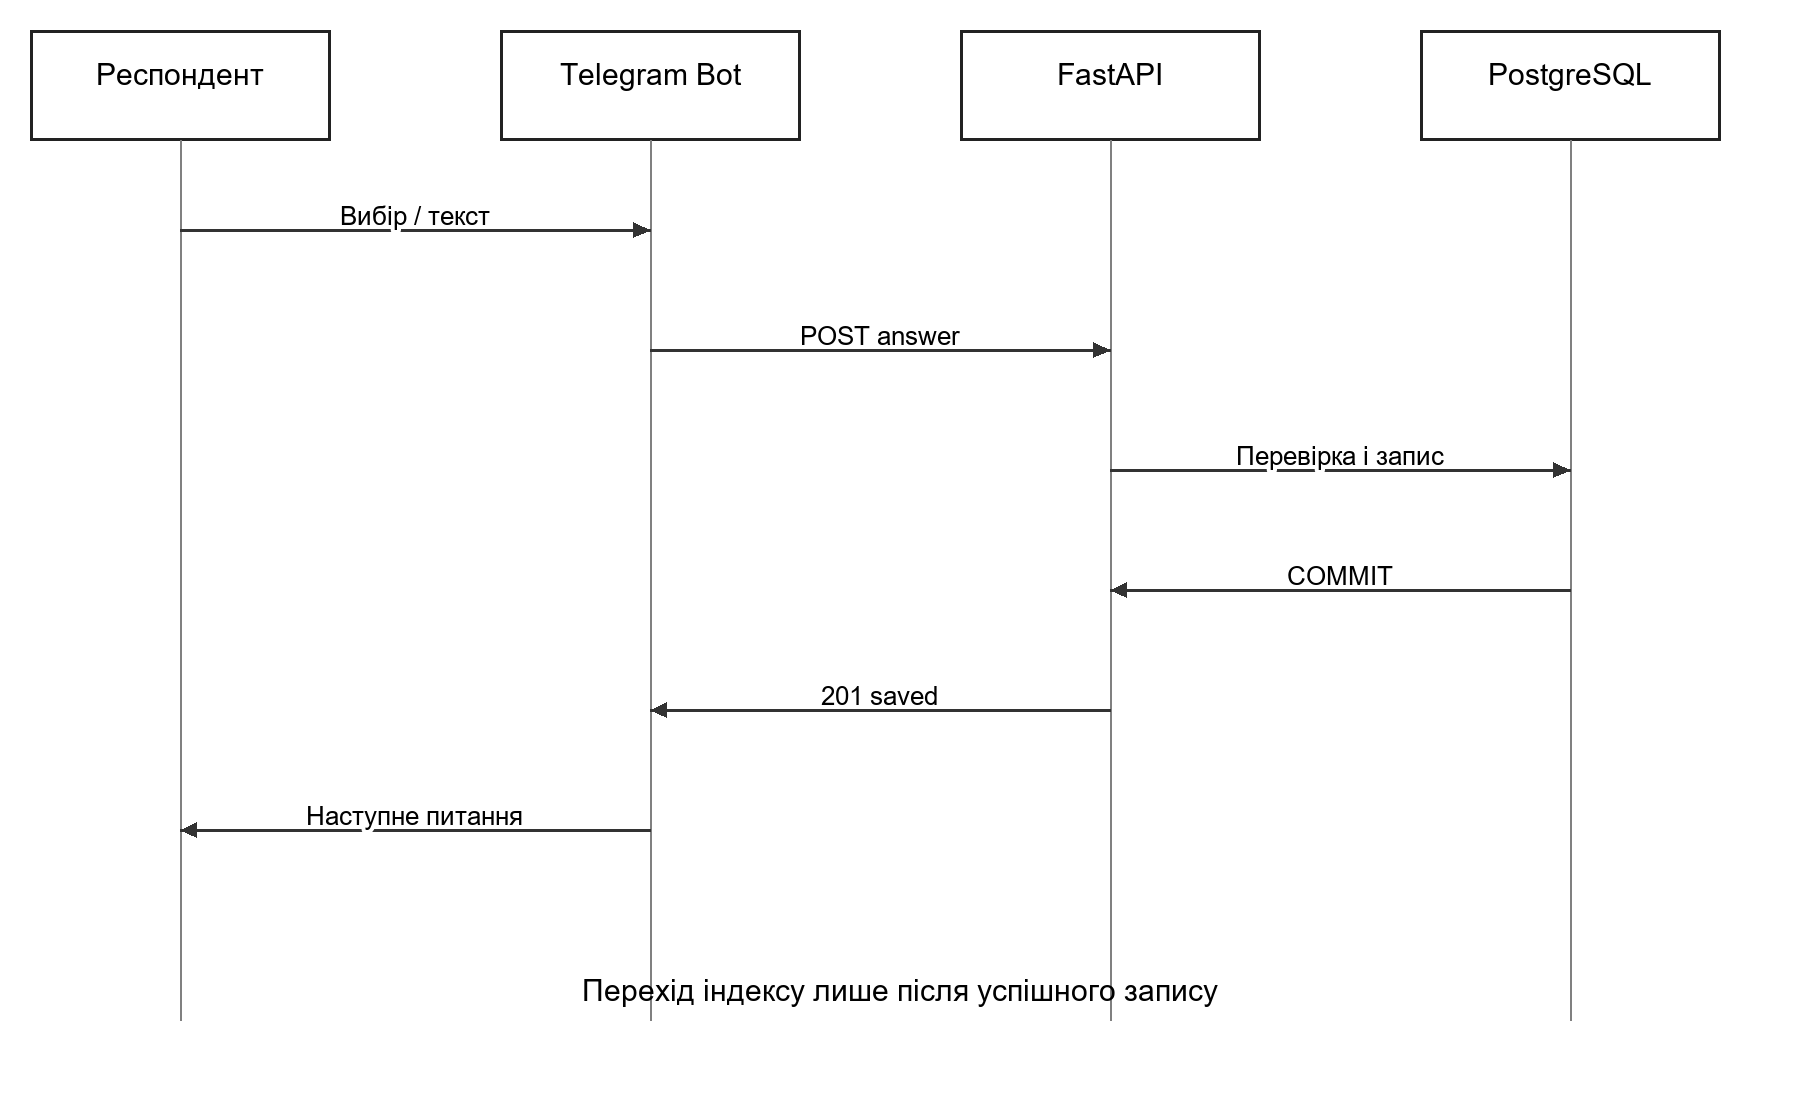 Респондент
Telegram Bot
FastAPI
PostgreSQL
Вибір / текст
POST answer
Перевірка і запис
COMMIT
201 saved
Наступне питання
Перехід індексу лише після успішного запису